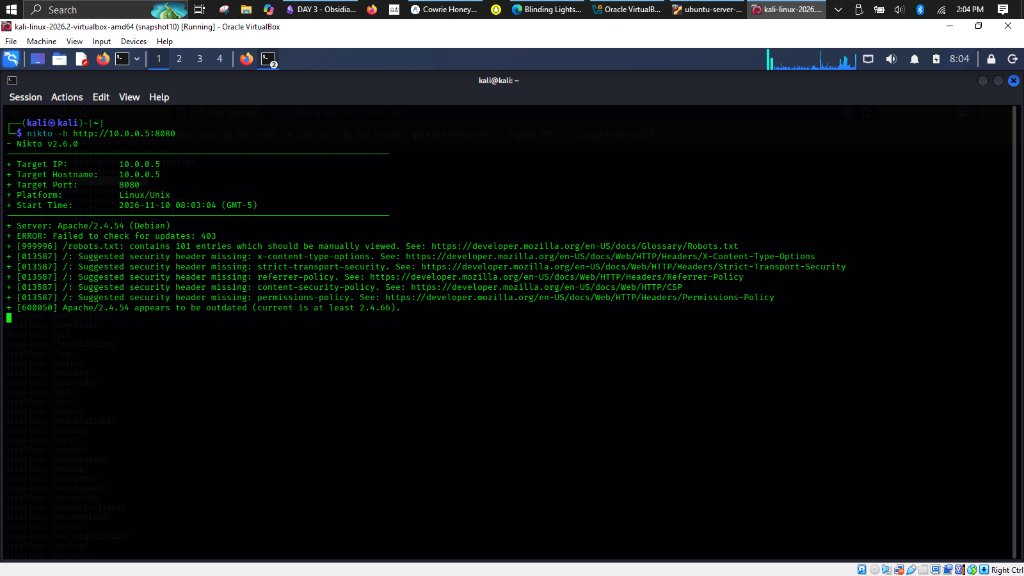 Search
DAY 3 - Obsidia...
Cowrie Honey...
Blinding Lights...
Oracle VirtualB...
ubuntu-server-...
kali-linux-2026....
2:04 PM
kali-linux-2026.2-virtualbox-amd64 (snapshot10) [Running] - Oracle VirtualBox
File Machine View Input Devices Help
1 2 3 4
8:04
kali@kali: ~
Session Actions Edit View Help
┌──(kali㉿kali)-[~]
└─$ nikto -h http://10.0.0.5:8080
- Nikto v2.6.0
+ Target IP: 10.0.0.5
+ Target Hostname: 10.0.0.5
+ Target Port: 8080
+ Platform: Linux/Unix
+ Start Time: 2026-11-10 08:03:04 (GMT-5)
+ Server: Apache/2.4.54 (Debian)
+ ERROR: Failed to check for updates: 403
+ [999996] /robots.txt: contains 101 entries which should be manually viewed. See: https://developer.mozilla.org/en-US/docs/Glossary/Robots.txt
+ [013587] /: Suggested security header missing: x-content-type-options. See: https://developer.mozilla.org/en-US/docs/Web/HTTP/Headers/X-Content-Type-Options
+ [013587] /: Suggested security header missing: strict-transport-security. See: https://developer.mozilla.org/en-US/docs/Web/HTTP/Headers/Strict-Transport-Security
+ [013587] /: Suggested security header missing: referrer-policy. See: https://developer.mozilla.org/en-US/docs/Web/HTTP/Headers/Referrer-Policy
+ [013587] /: Suggested security header missing: content-security-policy. See: https://developer.mozilla.org/en-US/docs/Web/HTTP/CSP
+ [013587] /: Suggested security header missing: permissions-policy. See: https://developer.mozilla.org/en-US/docs/Web/HTTP/Headers/Permissions-Policy
+ [600050] Apache/2.4.54 appears to be outdated (current is at least 2.4.66).
Right Ctrl